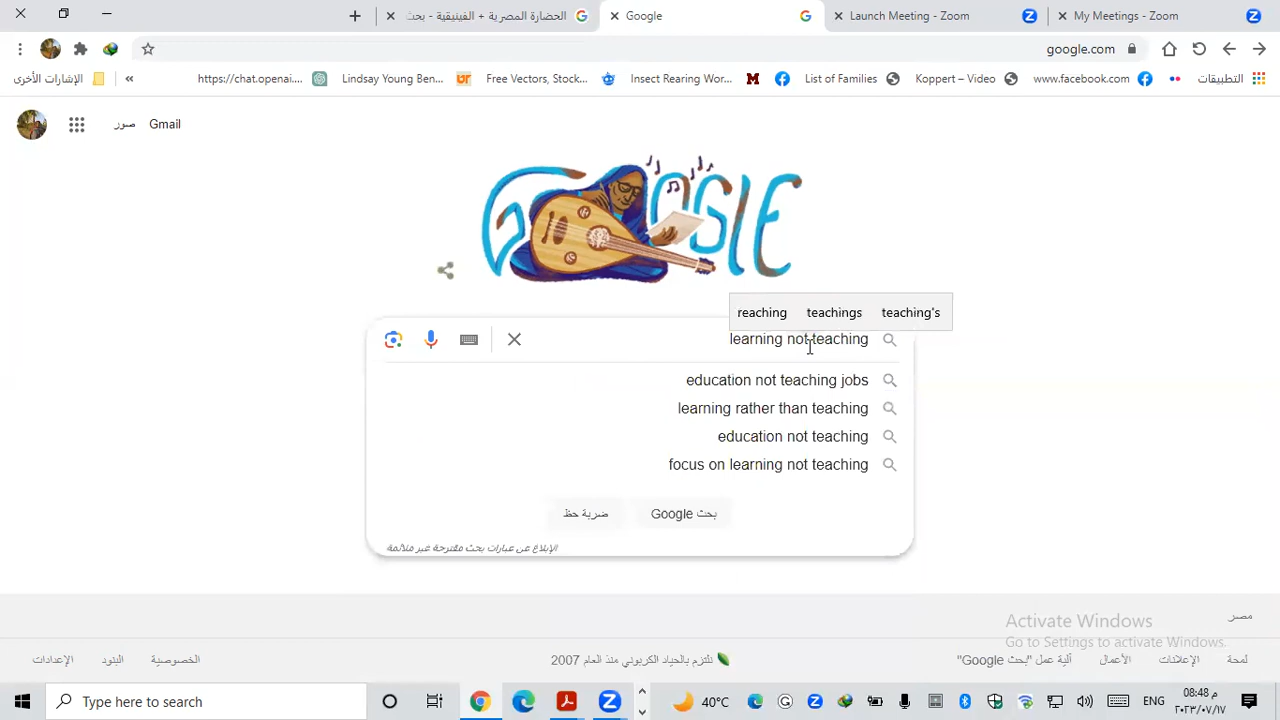 الحضارة المصرية + الفينيقية - بحث
Google
Launch Meeting - Zoom
My Meetings - Zoom
google.com
التطبيقات
www.facebook.com
Koppert – Video
List of Families
Insect Rearing Wor...
Free Vectors, Stock...
Lindsay Young Ben...
https://chat.openai....
»
الإشارات الأخرى
صور
Gmail
GOOGLE
reaching teachings teaching's
learning not teaching
education not teaching jobs
learning rather than teaching
education not teaching
focus on learning not teaching
بحث Google
ضربة حظ
الإبلاغ عن عبارات بحث مقترحة غير ملائمة
Activate Windows
Go to Settings to activate Windows.
مصر
لمحة
الإعلانات
الأعمال
آلية عمل "بحث Google"
نلتزم بالحياد الكربوني منذ العام 2007
الخصوصية
البنود
الإعدادات
Type here to search
40°C
ENG
08:48 م
٢٠٢٣/٠٧/١٧